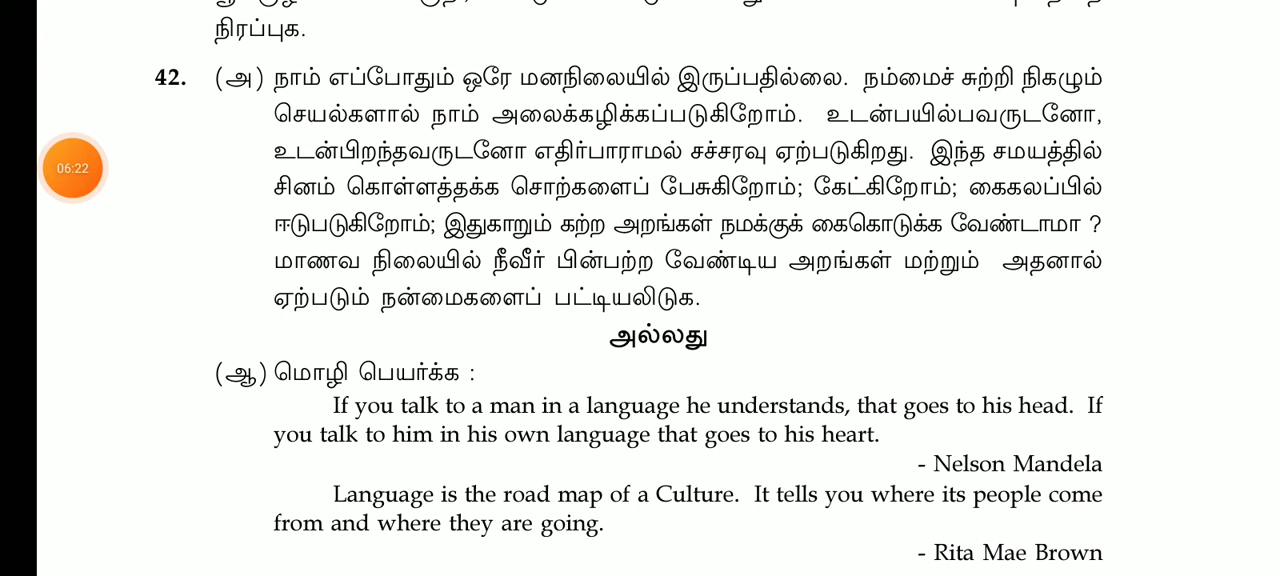 நிரப்புக.
42. (அ) நாம் எப்போதும் ஒரே மனநிலையில் இருப்பதில்லை. நம்மைச் சுற்றி நிகழும்
செயல்களால் நாம் அலைக்கழிக்கப்படுகிறோம். உடன்பயில்பவருடனோ,
உடன்பிறந்தவருடனோ எதிர்பாராமல் சச்சரவு ஏற்படுகிறது. இந்த சமயத்தில்
சினம் கொள்ளத்தக்க சொற்களைப் பேசுகிறோம்; கேட்கிறோம்; கைகலப்பில்
ஈடுபடுகிறோம்; இதுகாறும் கற்ற அறங்கள் நமக்குக் கைகொடுக்க வேண்டாமா ?
மாணவ நிலையில் நீவீர் பின்பற்ற வேண்டிய அறங்கள் மற்றும் அதனால்
ஏற்படும் நன்மைகளைப் பட்டியலிடுக.
அல்லது
(ஆ) மொழி பெயர்க்க :
If you talk to a man in a language he understands, that goes to his head. If
you talk to him in his own language that goes to his heart.
- Nelson Mandela
Language is the road map of a Culture. It tells you where its people come
from and where they are going.
- Rita Mae Brown
06:22